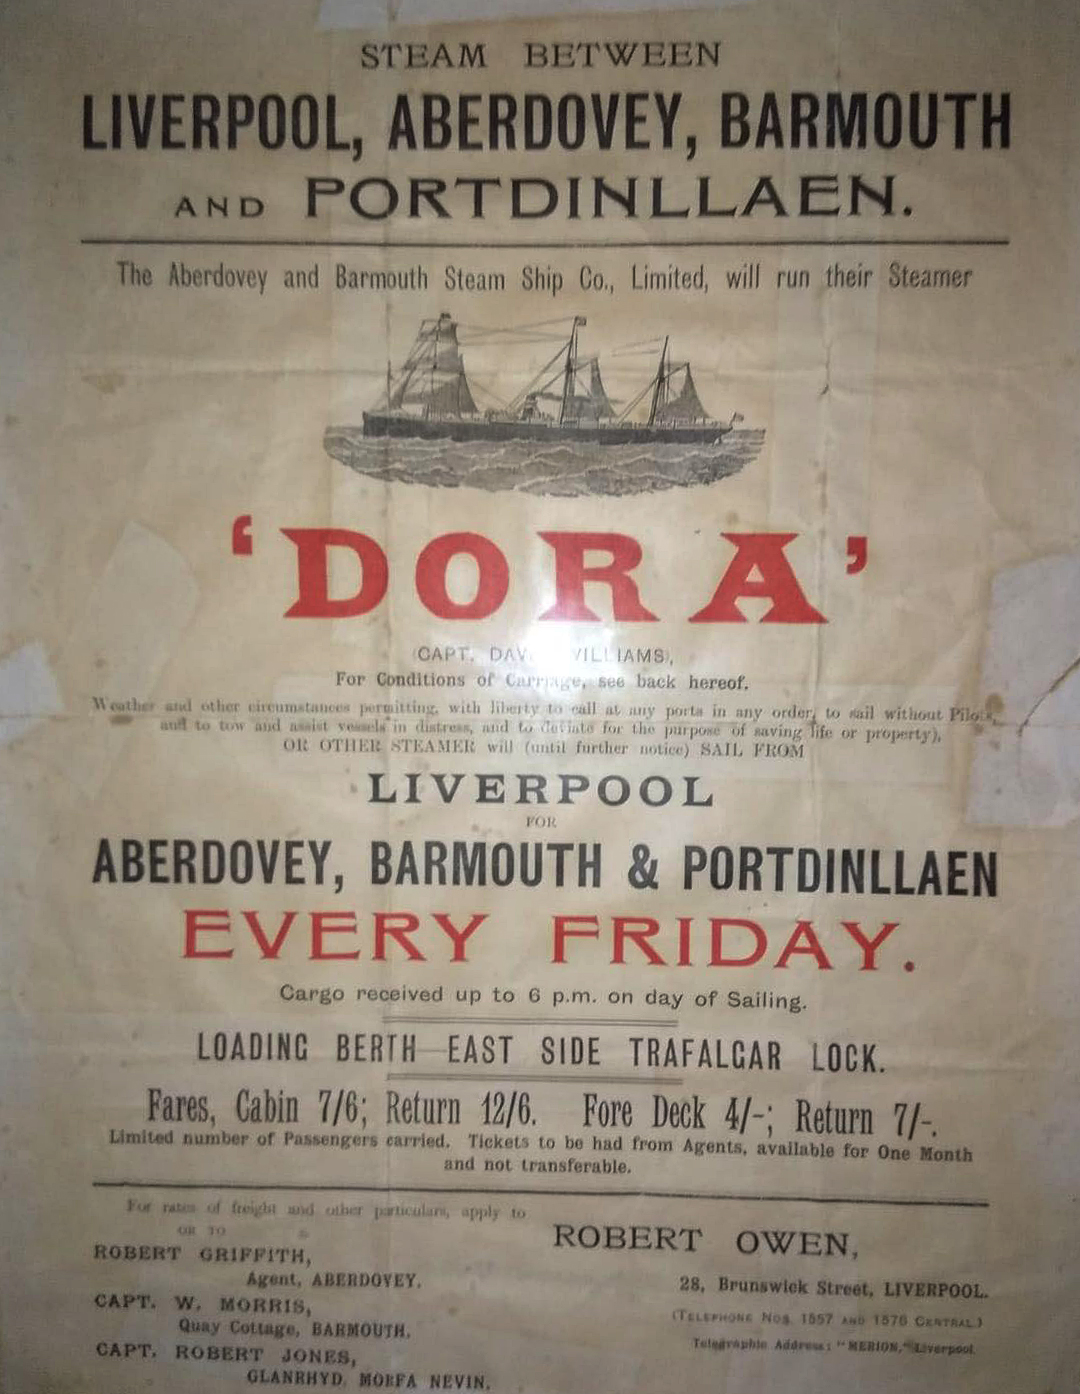 STEAM BETWEEN
LIVERPOOL, ABERDOVEY, BARMOUTH
AND PORTDINLLAEN.
The Aberdovey and Barmouth Steam Ship Co., Limited, will run their Steamer
‘DORA’
(CAPT. WILLIAMS),
For Conditions of Carriage, see back hereof.
Weather and other circumstances permitting, with liberty to call at any ports in any order, to sail without Pilots,
and to tow and assist vessels in distress, and to deviate for the purpose of saving life or property),
OR OTHER STEAMER will (until further notice) SAIL FROM
LIVERPOOL
FOR
ABERDOVEY, BARMOUTH & PORTDINLLAEN
EVERY FRIDAY.
Cargo received up to 6 p.m. on day of Sailing.
LOADING BERTH EAST SIDE TRAFALGAR LOCK.
Fares, Cabin 7/6; Return 12/6. Fore Deck 4/-; Return 7/-.
Limited number of Passengers carried. Tickets to be had from Agents, available for One Month
and not transferable.
For rates of freight and other particulars, apply to
OR TO
ROBERT GRIFFITH,
Agent, ABERDOVEY.
CAPT. W. MORRIS,
Quay Cottage, BARMOUTH.
CAPT. ROBERT JONES,
GLANRHYD, MORFA NEVIN.
ROBERT OWEN,
28, Brunswick Street, LIVERPOOL.
(TELEPHONE NOS. 1557 AND 1576 CENTRAL.)
Telegraphic Address: "MERION," Liverpool.